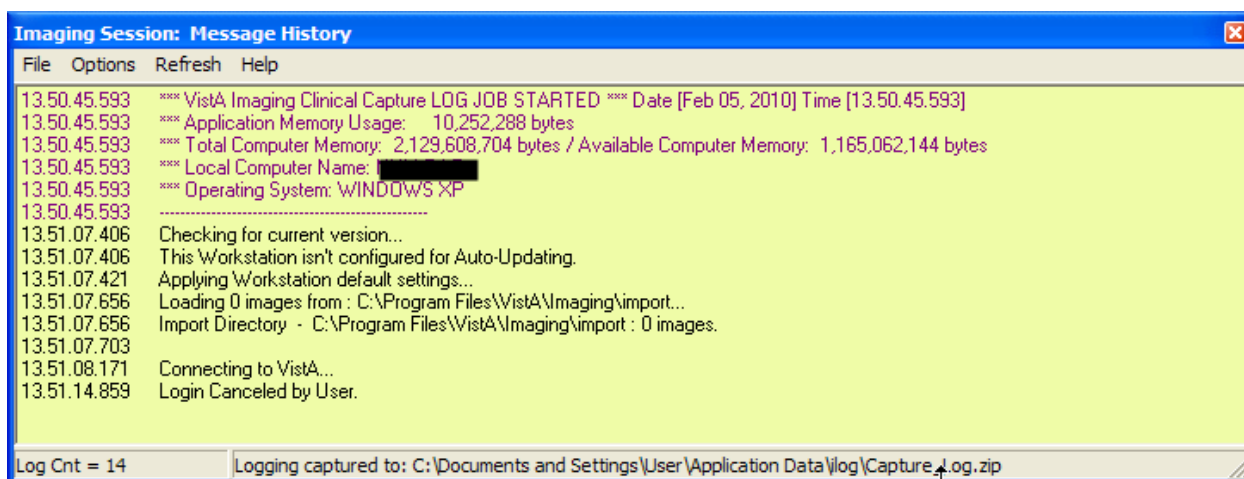 Imaging Session: Message History
File Options Refresh Help
13.50.45.593 *** VistA Imaging Clinical Capture LOG JOB STARTED *** Date [Feb 05, 2010] Time [13.50.45.593]
13.50.45.593 *** Application Memory Usage: 10,252,288 bytes
13.50.45.593 *** Total Computer Memory: 2,129,608,704 bytes / Available Computer Memory: 1,165,062,144 bytes
13.50.45.593 *** Local Computer Name:
13.50.45.593 *** Operating System: WINDOWS XP
13.50.45.593 ----------------------------------------------------
13.51.07.406 Checking for current version...
13.51.07.406 This Workstation isn't configured for Auto-Updating.
13.51.07.421 Applying Workstation default settings...
13.51.07.656 Loading 0 images from : C:\Program Files\VistA\Imaging\import...
13.51.07.656 Import Directory - C:\Program Files\VistA\Imaging\import : 0 images.
13.51.07.703
13.51.08.171 Connecting to VistA...
13.51.14.859 Login Canceled by User.
Log Cnt = 14 Logging captured to: C:\Documents and Settings\User\Application Data\ilog\Capture_Log.zip